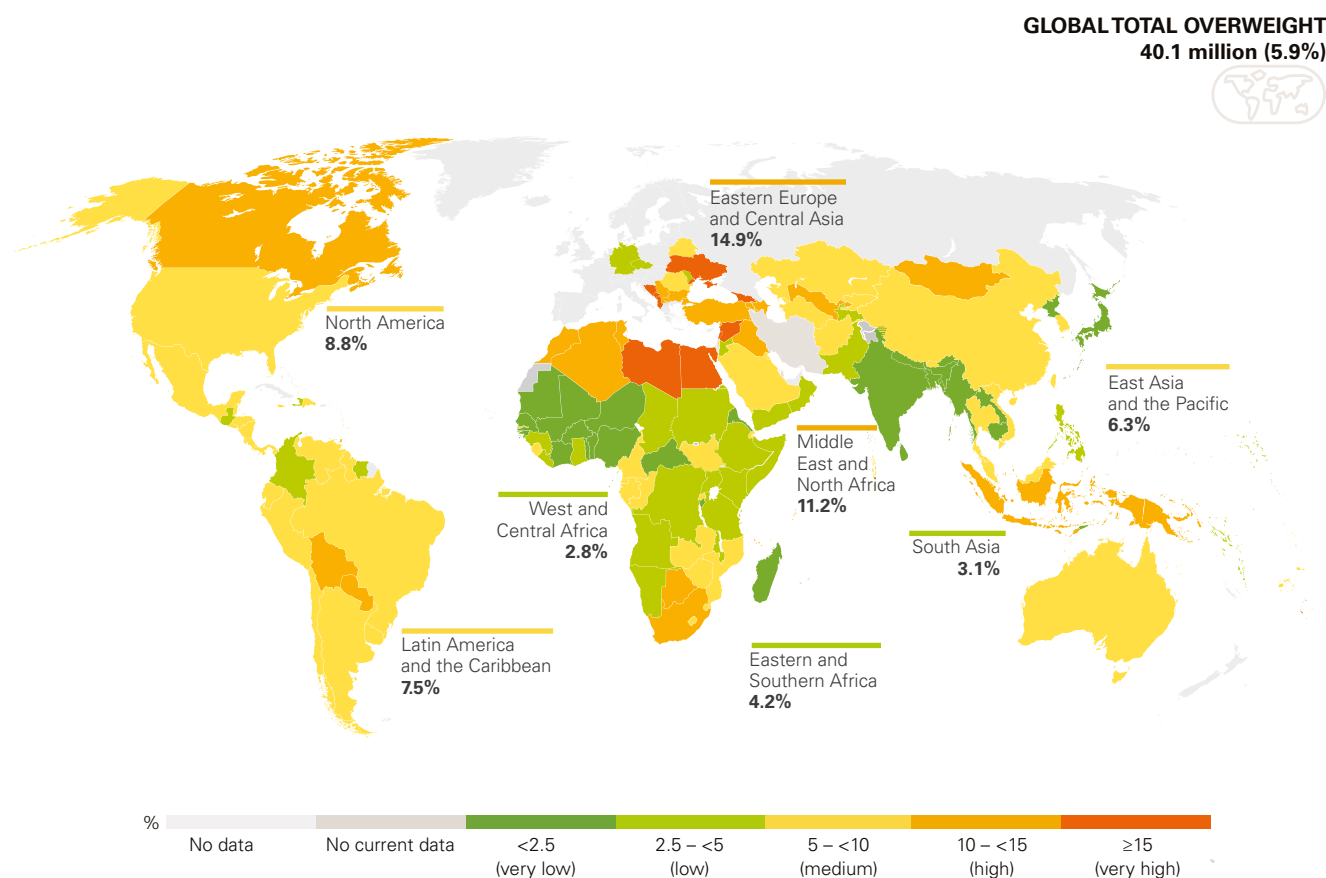 GLOBAL TOTAL OVERWEIGHT
40.1 million (5.9%)
Eastern Europe
and Central Asia
14.9%
North America
8.8%
East Asia
and the Pacific
6.3%
Middle
East and
North Africa
11.2%
West and
Central Africa
2.8%
South Asia
3.1%
Latin America
and the Caribbean
7.5%
Eastern and
Southern Africa
4.2%
%
No data
No current data
<2.5
(very low)
2.5 – <5
(low)
5 – <10
(medium)
10 – <15
(high)
≥15
(very high)